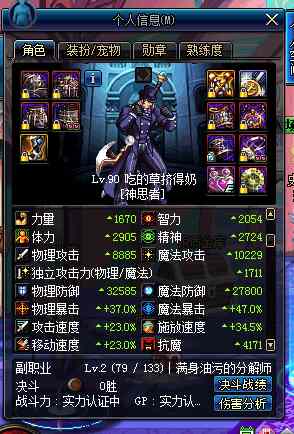 个人信息(M)
角色 装扮/宠物 勋章 熟练度
Lv.90 吃的草挤得奶
[神思者]
力量 1670 智力 2054
体力 2905 精神 2724
物理攻击 8885 魔法攻击 10229
独立攻击力(物理/魔法) 1711
物理防御 32585 魔法防御 27800
物理暴击 +37.0% 魔法暴击 +47.0%
攻击速度 +23.0% 施放速度 +34.5%
移动速度 +23.4% 抗魔 4171
副职业 Lv.2 (79 / 133) | 满身油污的分解师
决斗 0胜 决斗战绩
战斗力: 实力认证中 GP: 实力认... 伤害分析